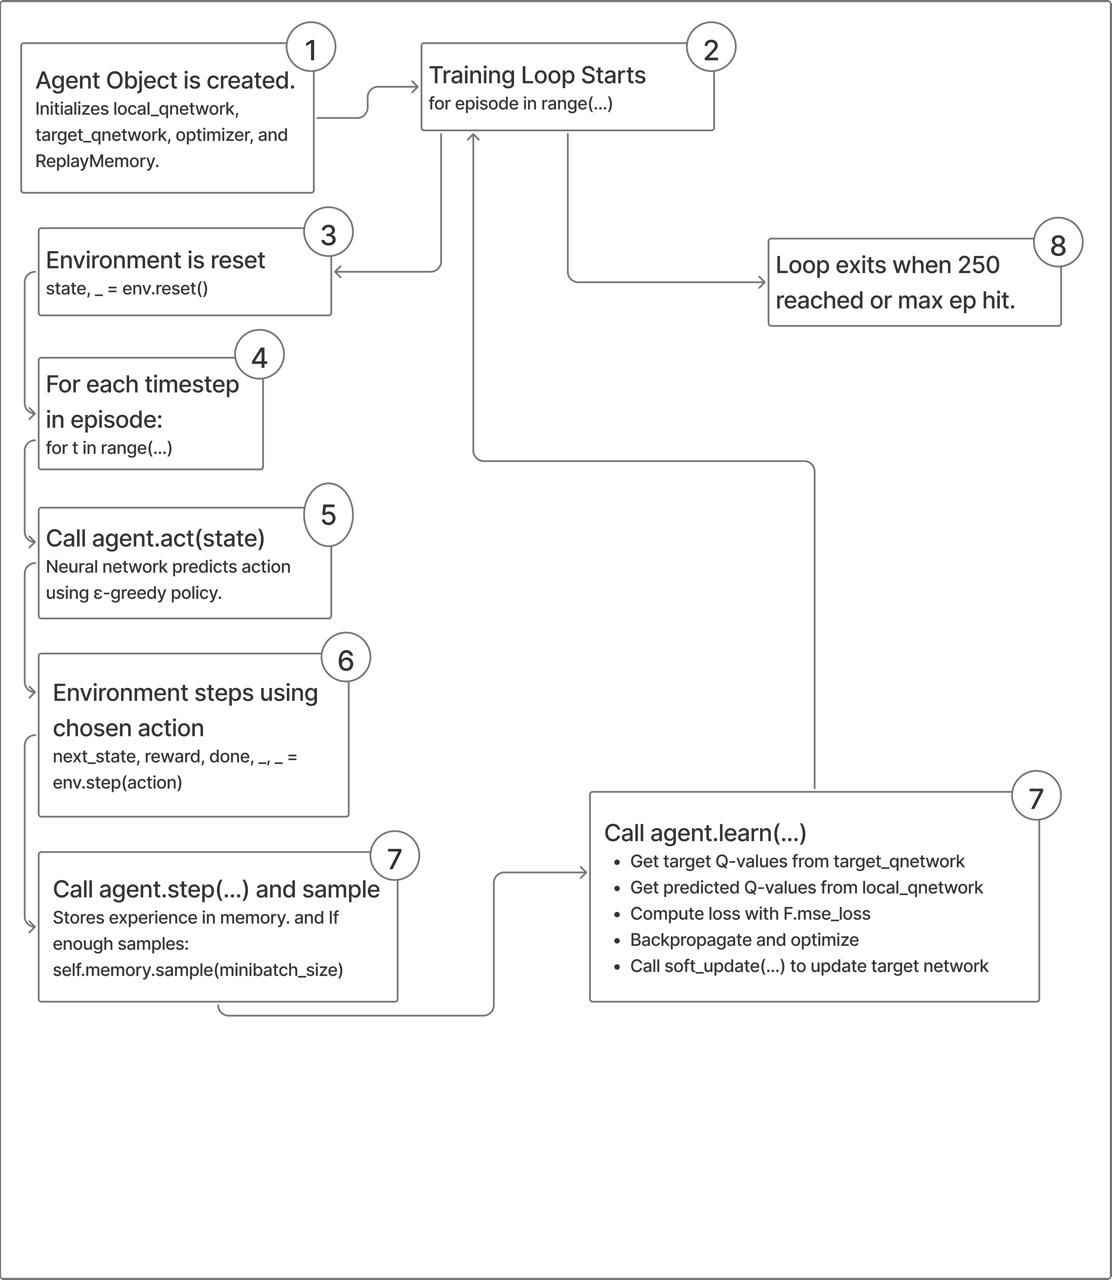 1
Agent Object is created.
Initializes local_qnetwork,
target_qnetwork, optimizer, and
ReplayMemory.
2
Training Loop Starts
for episode in range(...)
3
Environment is reset
state, _ = env.reset()
4
For each timestep
in episode:
for t in range(...)
5
Call agent.act(state)
Neural network predicts action
using ε-greedy policy.
6
Environment steps using
chosen action
next_state, reward, done, _, _ =
env.step(action)
7
Call agent.step(...) and sample
Stores experience in memory. and If
enough samples:
self.memory.sample(minibatch_size)
7
Call agent.learn(...)
• Get target Q-values from target_qnetwork
• Get predicted Q-values from local_qnetwork
• Compute loss with F.mse_loss
• Backpropagate and optimize
• Call soft_update(...) to update target network
8
Loop exits when 250
reached or max ep hit.